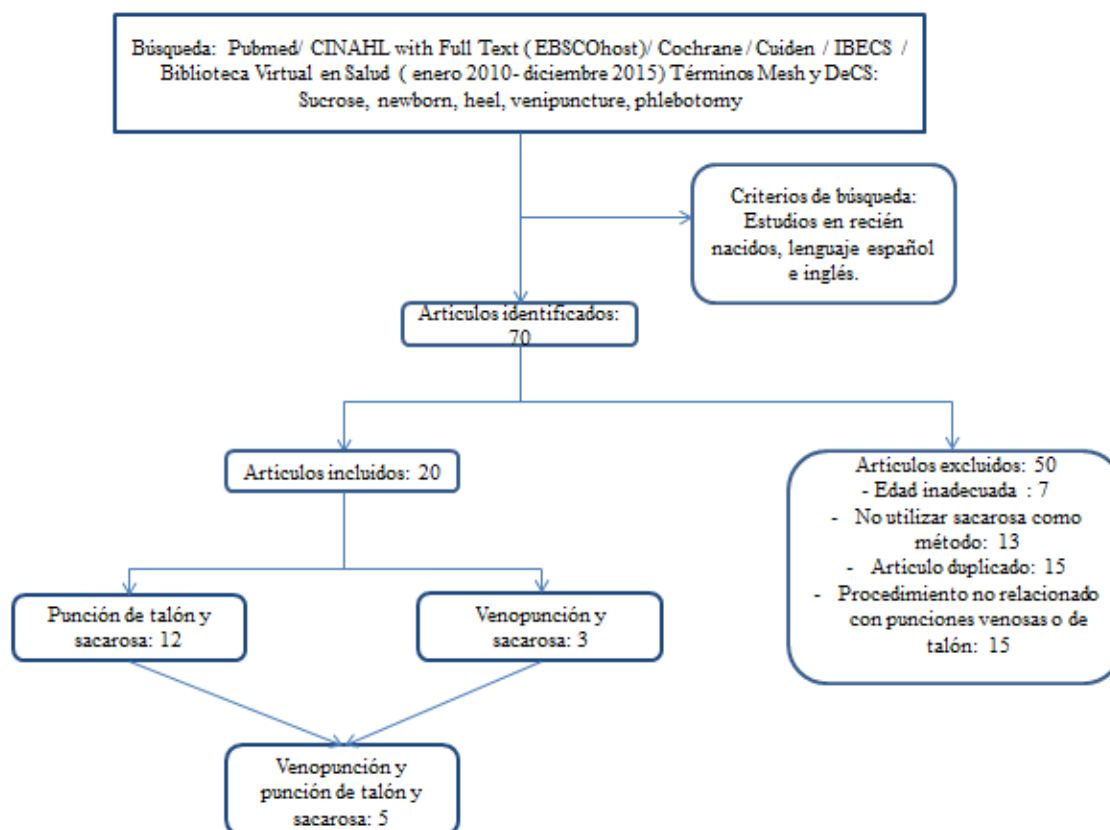 Búsqueda: Pubmed/ CINAHL with Full Text ( EBSCOhost)/ Cochrane / Cuiden / IBECS /
Biblioteca Virtual en Salud ( enero 2010- diciembre 2015) Términos Mesh y DeCS:
Sucrose, newborn, heel, venipuncture, phlebotomy
Criterios de búsqueda:
Estudios en recién
nacidos, lenguaje español
e inglés.
Artículos identificados:
70
Artículos incluidos: 20
Artículos excluidos: 50
- Edad inadecuada : 7
- No utilizar sacarosa como
método: 13
- Artículo duplicado: 15
- Procedimiento no relacionado
con punciones venosas o de
talón: 15
Punción de talón y
sacarosa: 12
Venopunción y
sacarosa: 3
Venopunción y
punción de talón y
sacarosa: 5